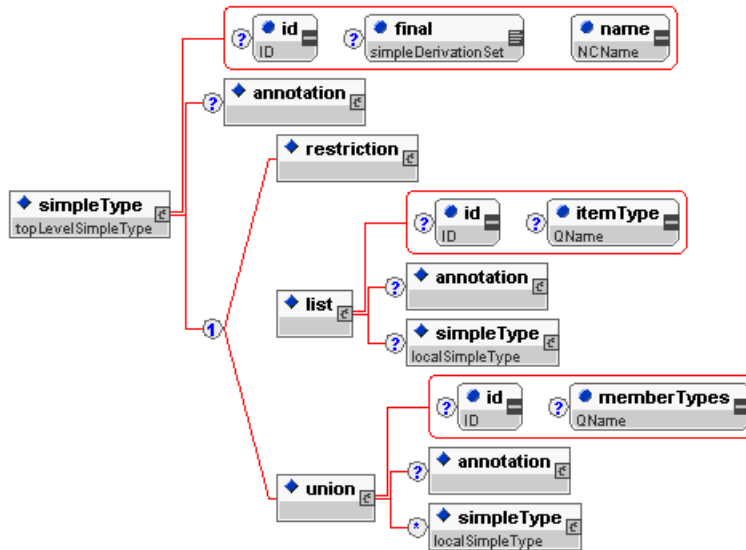 ? id ID ? final simpleDerivationSet name NCName
? annotation
restriction
simpleType
topLevelSimpleType
? id ID ? itemType QName
? annotation
list
? simpleType
localSimpleType
1
? id ID ? memberTypes QName
? annotation
union
* simpleType
localSimpleType